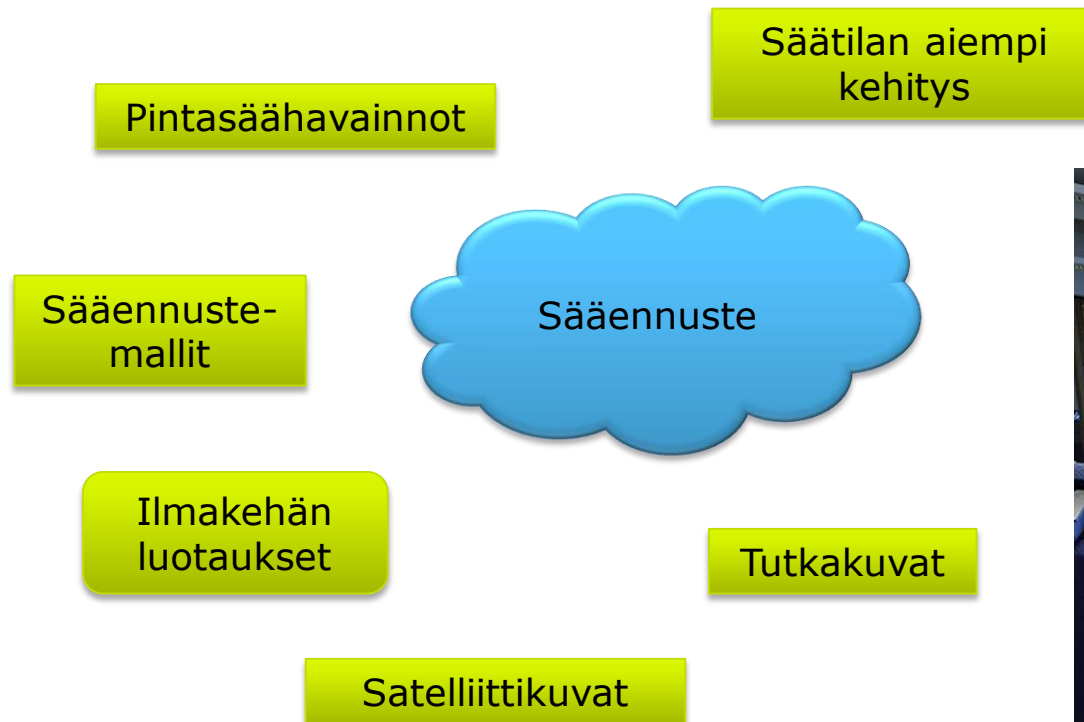 Säätilan aiempi
kehitys
Pintasäähavainnot
Sääennuste-
mallit
Sääennuste
Ilmakehän
luotaukset
Tutkakuvat
Satelliittikuvat